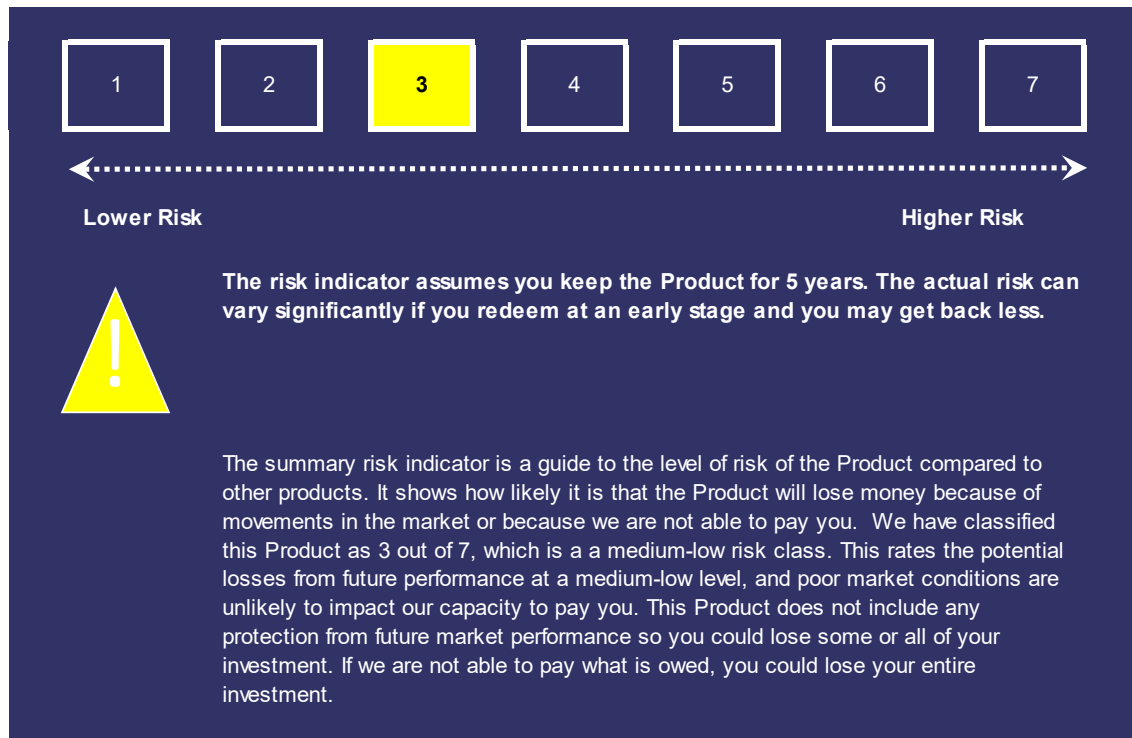 1 2 3 4 5 6 7
Lower Risk Higher Risk
The risk indicator assumes you keep the Product for 5 years. The actual risk can
vary significantly if you redeem at an early stage and you may get back less.
!
The summary risk indicator is a guide to the level of risk of the Product compared to
other products. It shows how likely it is that the Product will lose money because of
movements in the market or because we are not able to pay you.  We have classified
this Product as 3 out of 7, which is a a medium-low risk class. This rates the potential
losses from future performance at a medium-low level, and poor market conditions are
unlikely to impact our capacity to pay you. This Product does not include any
protection from future market performance so you could lose some or all of your
investment. If we are not able to pay what is owed, you could lose your entire
investment.